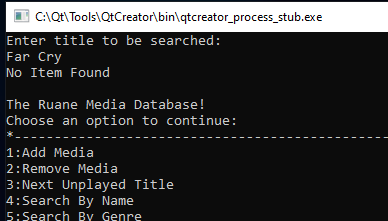 C:\Qt\Tools\QtCreator\bin\qtcreator_process_stub.exe
Enter title to be searched:
Far Cry
No Item Found
The Ruane Media Database!
Choose an option to continue:
*-----------------------------------------------
1:Add Media
2:Remove Media
3:Next Unplayed Title
4:Search By Name
5:Search By Genre